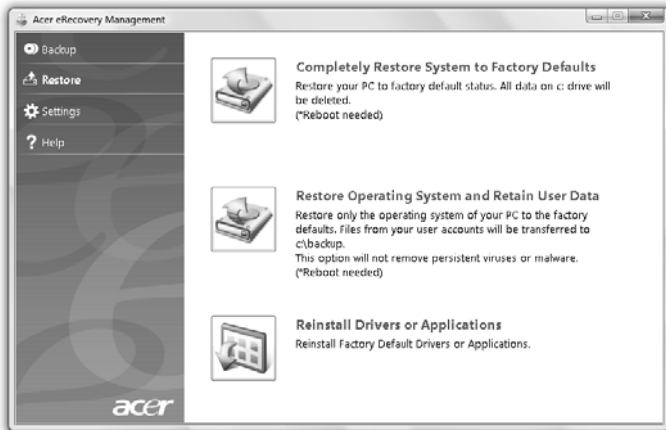 Acer eRecovery Management
Backup
Restore
Settings
Help
Completely Restore System to Factory Defaults
Restore your PC to factory default status. All data on c: drive will
be deleted.
(*Reboot needed)
Restore Operating System and Retain User Data
Restore only the operating system of your PC to the factory
defaults. Files from your user accounts will be transferred to
c:\backup.
This option will not remove persistent viruses or malware.
(*Reboot needed)
Reinstall Drivers or Applications
Reinstall Factory Default Drivers or Applications.
acer